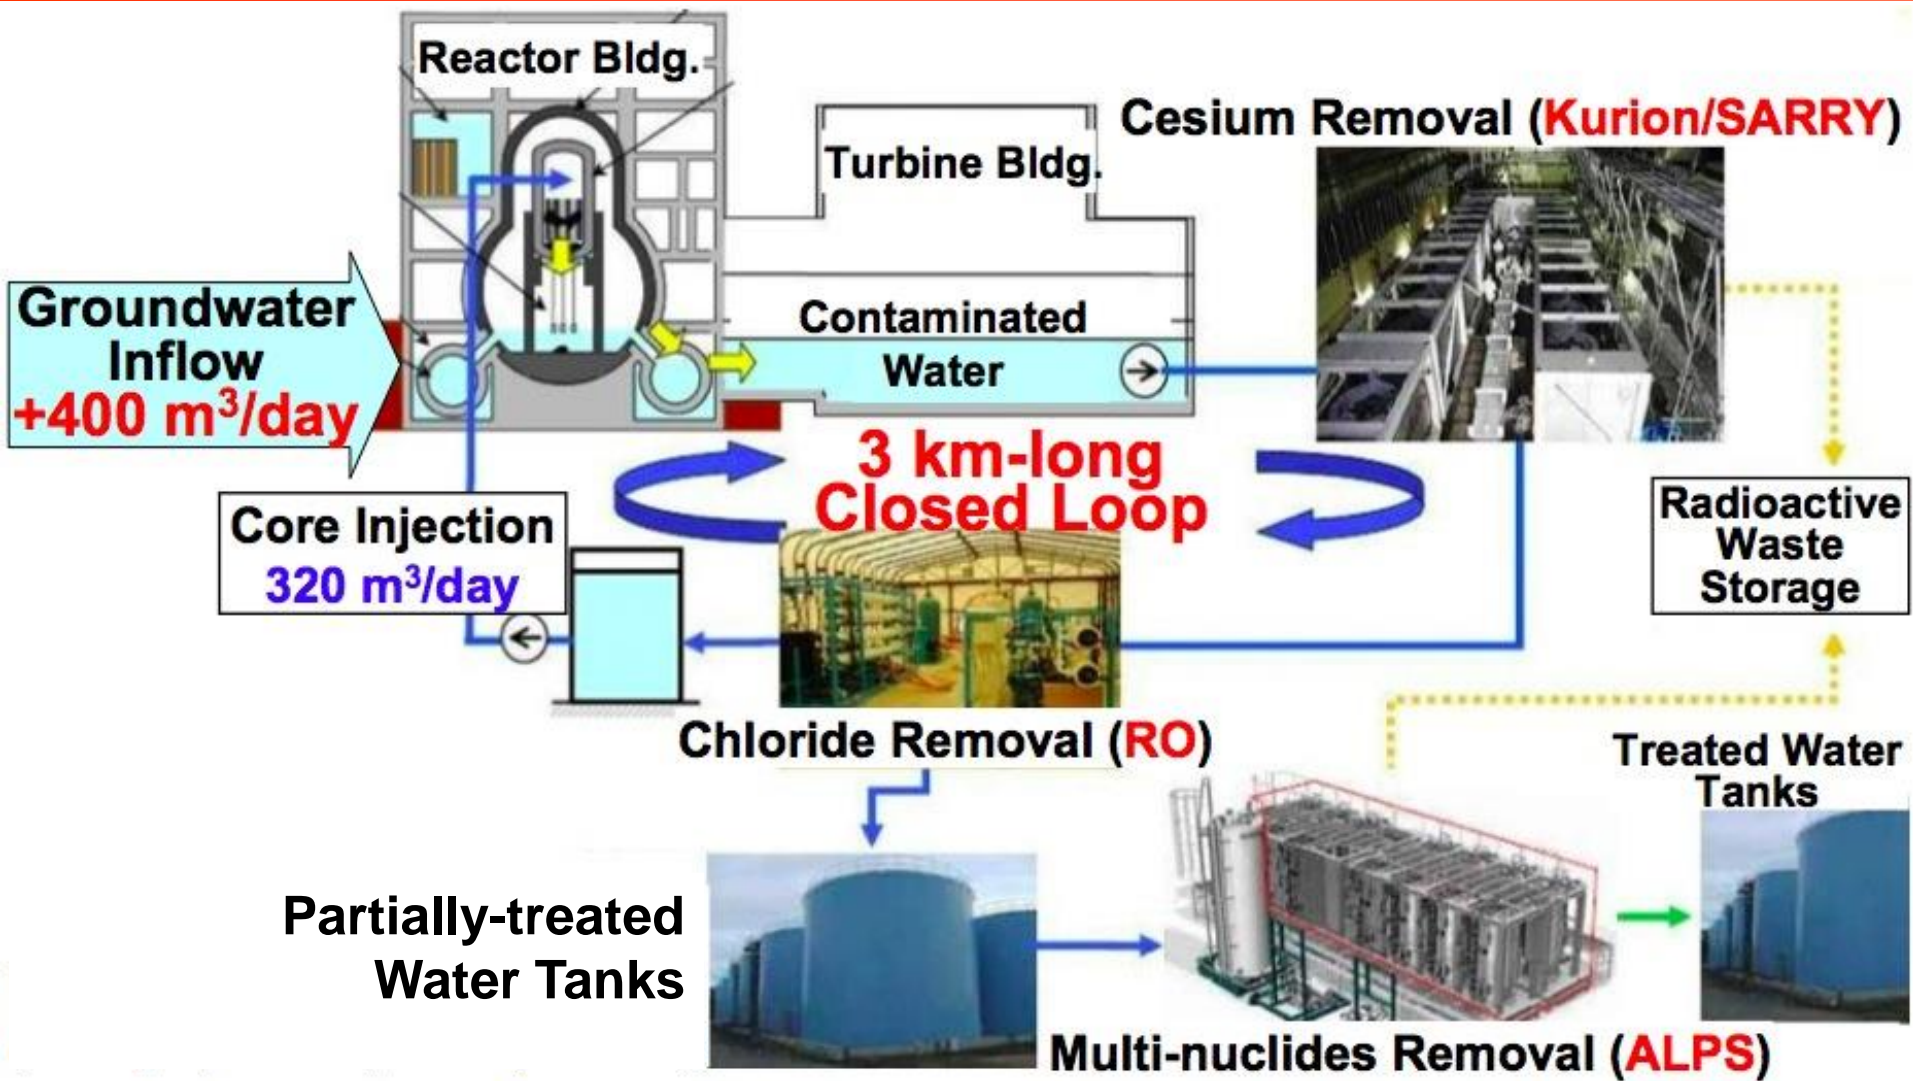 Reactor Bldg.
Cesium Removal (Kurion/SARRY)
Turbine Bldg.
Groundwater
Inflow
+400 m³/day
Contaminated
Water
3 km-long
Closed Loop
Core Injection
320 m³/day
Radioactive
Waste
Storage
Chloride Removal (RO)
Treated Water
Tanks
Partially-treated
Water Tanks
Multi-nuclides Removal (ALPS)